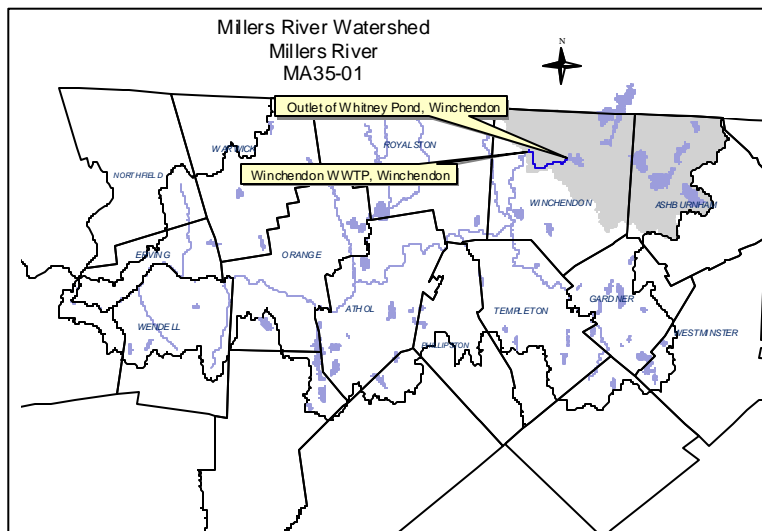 Millers River Watershed
Millers River
MA35-01
N
Outlet of Whitney Pond, Winchendon
WARWICK
ROYALSTON
NORTHFIELD
Winchendon WWTP, Winchendon
WINCHENDON
ASHBURNHAM
ERVING
ORANGE
ATHOL
TEMPLETON
GARDNER
WENDELL
PHILLIPSTON
WESTMINSTER